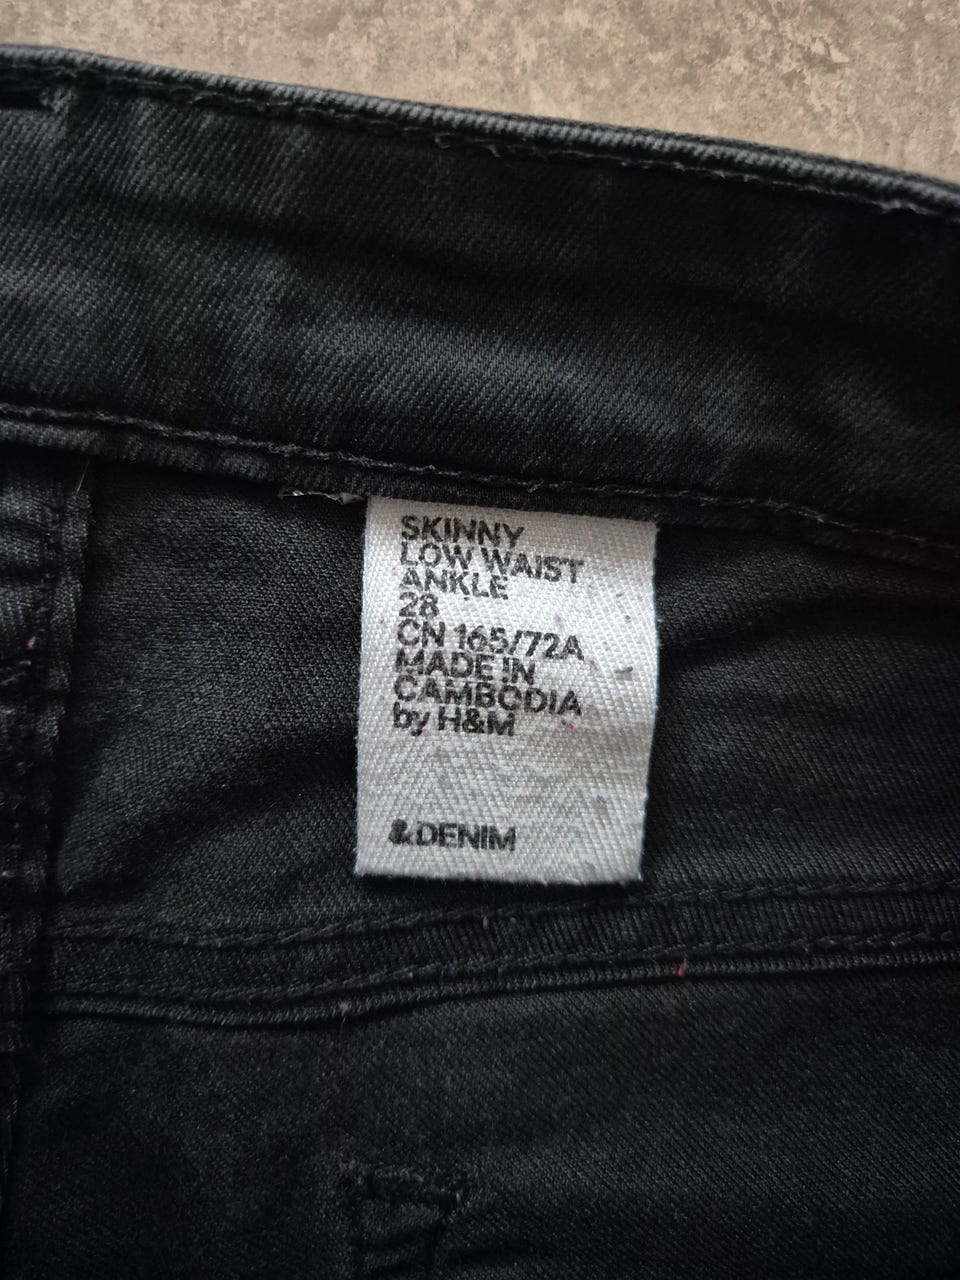 SKINNY
LOW WAIST
ANKLE
28
CN 165/72A
MADE IN
CAMBODIA
by H&M
&DENIM